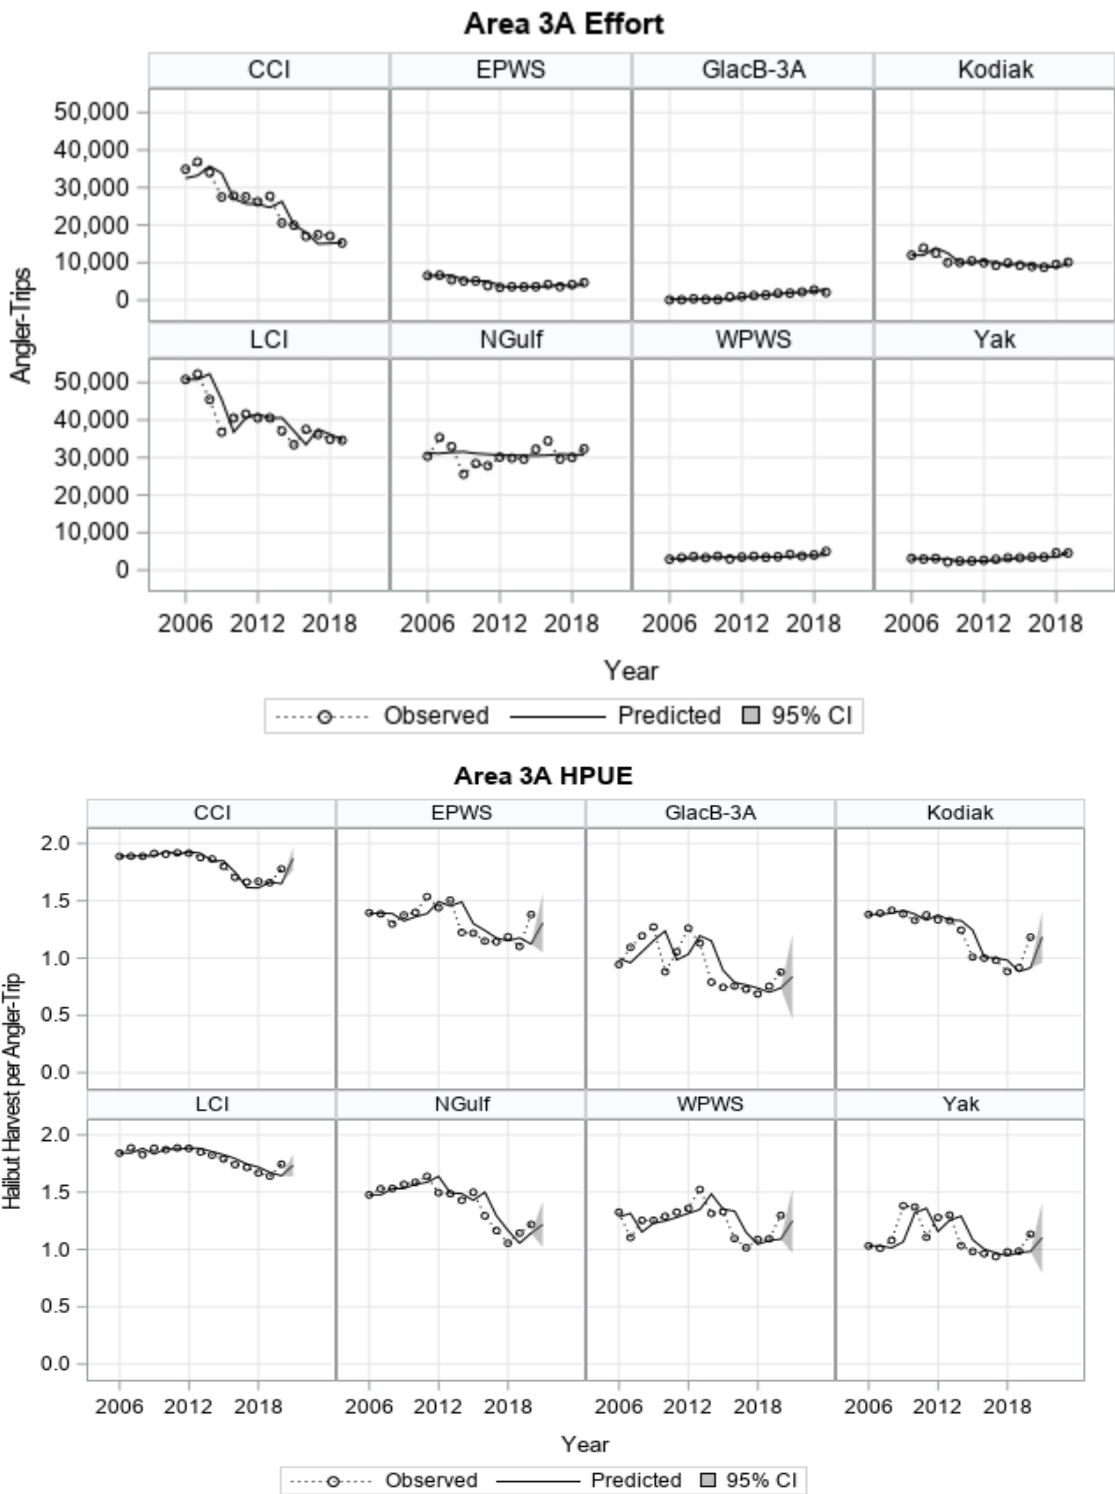 Area 3A Effort
CCI EPWS GlacB-3A Kodiak
50,000
40,000
30,000
20,000
10,000
0
Angler-Trips
LCI NGulf WPWS Yak
50,000
40,000
30,000
20,000
10,000
0
2006 2012 2018 2006 2012 2018 2006 2012 2018 2006 2012 2018
Year
Observed Predicted 95% CI
Area 3A HPUE
CCI EPWS GlacB-3A Kodiak
2.0
1.5
1.0
0.5
0.0
Halibut Harvest per Angler-Trip
LCI NGulf WPWS Yak
2.0
1.5
1.0
0.5
0.0
2006 2012 2018 2006 2012 2018 2006 2012 2018 2006 2012 2018
Year
Observed Predicted 95% CI